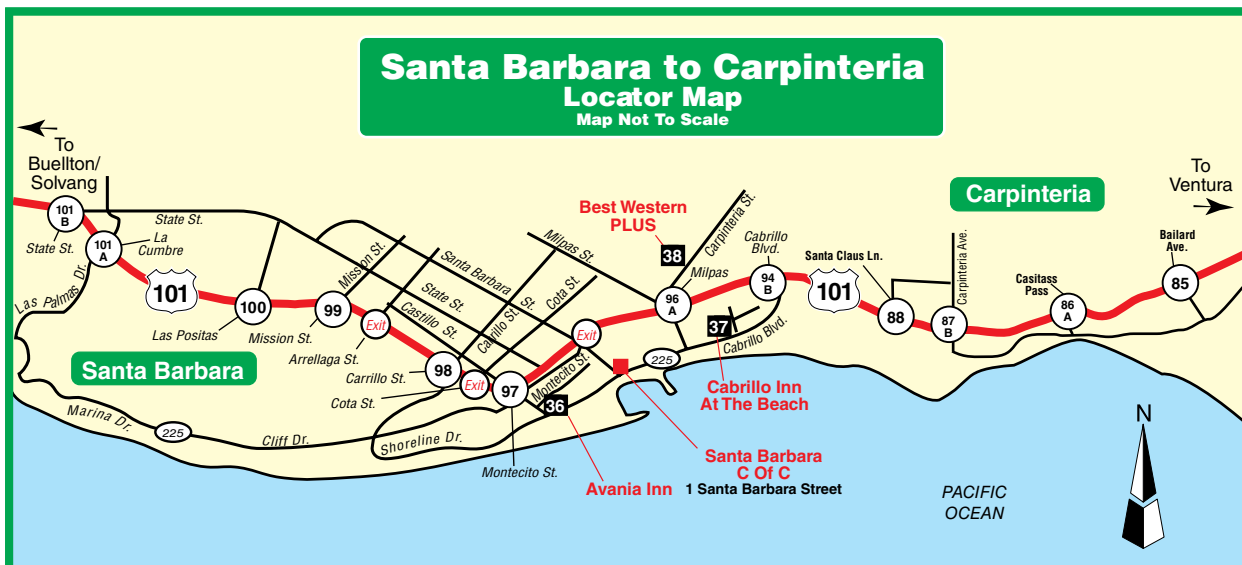 Santa Barbara to Carpinteria
Locator Map
Map Not To Scale
To
Buellton/
Solvang
To
Ventura
Carpinteria
Santa Barbara
101
B
State St.
State St.
101
A
La
Cumbre
Las Palmas Dr.
101
100
Las Positas
99
Mission St.
Mission St.
Exit
Arrellaga St.
Santa Barbara St.
State St.
Castillo St.
Carrillo St.
98
Carrillo St.
Cota St.
Exit
Cota St.
97
Montecito St.
Montecito St.
Exit
Milpas St.
Best Western
PLUS
38
Carpinteria St.
96
A
Milpas
Cabrillo
Blvd.
94
B
37
Cabrillo Blvd.
225
Cabrillo Inn
At The Beach
101
Santa Claus Ln.
88
Carpinteria Ave.
87
B
Casitass
Pass
86
A
Bailard
Ave.
85
Marina Dr.
225
Cliff Dr.
Shoreline Dr.
36
Avania Inn
Santa Barbara
C Of C
1 Santa Barbara Street
PACIFIC
OCEAN
N